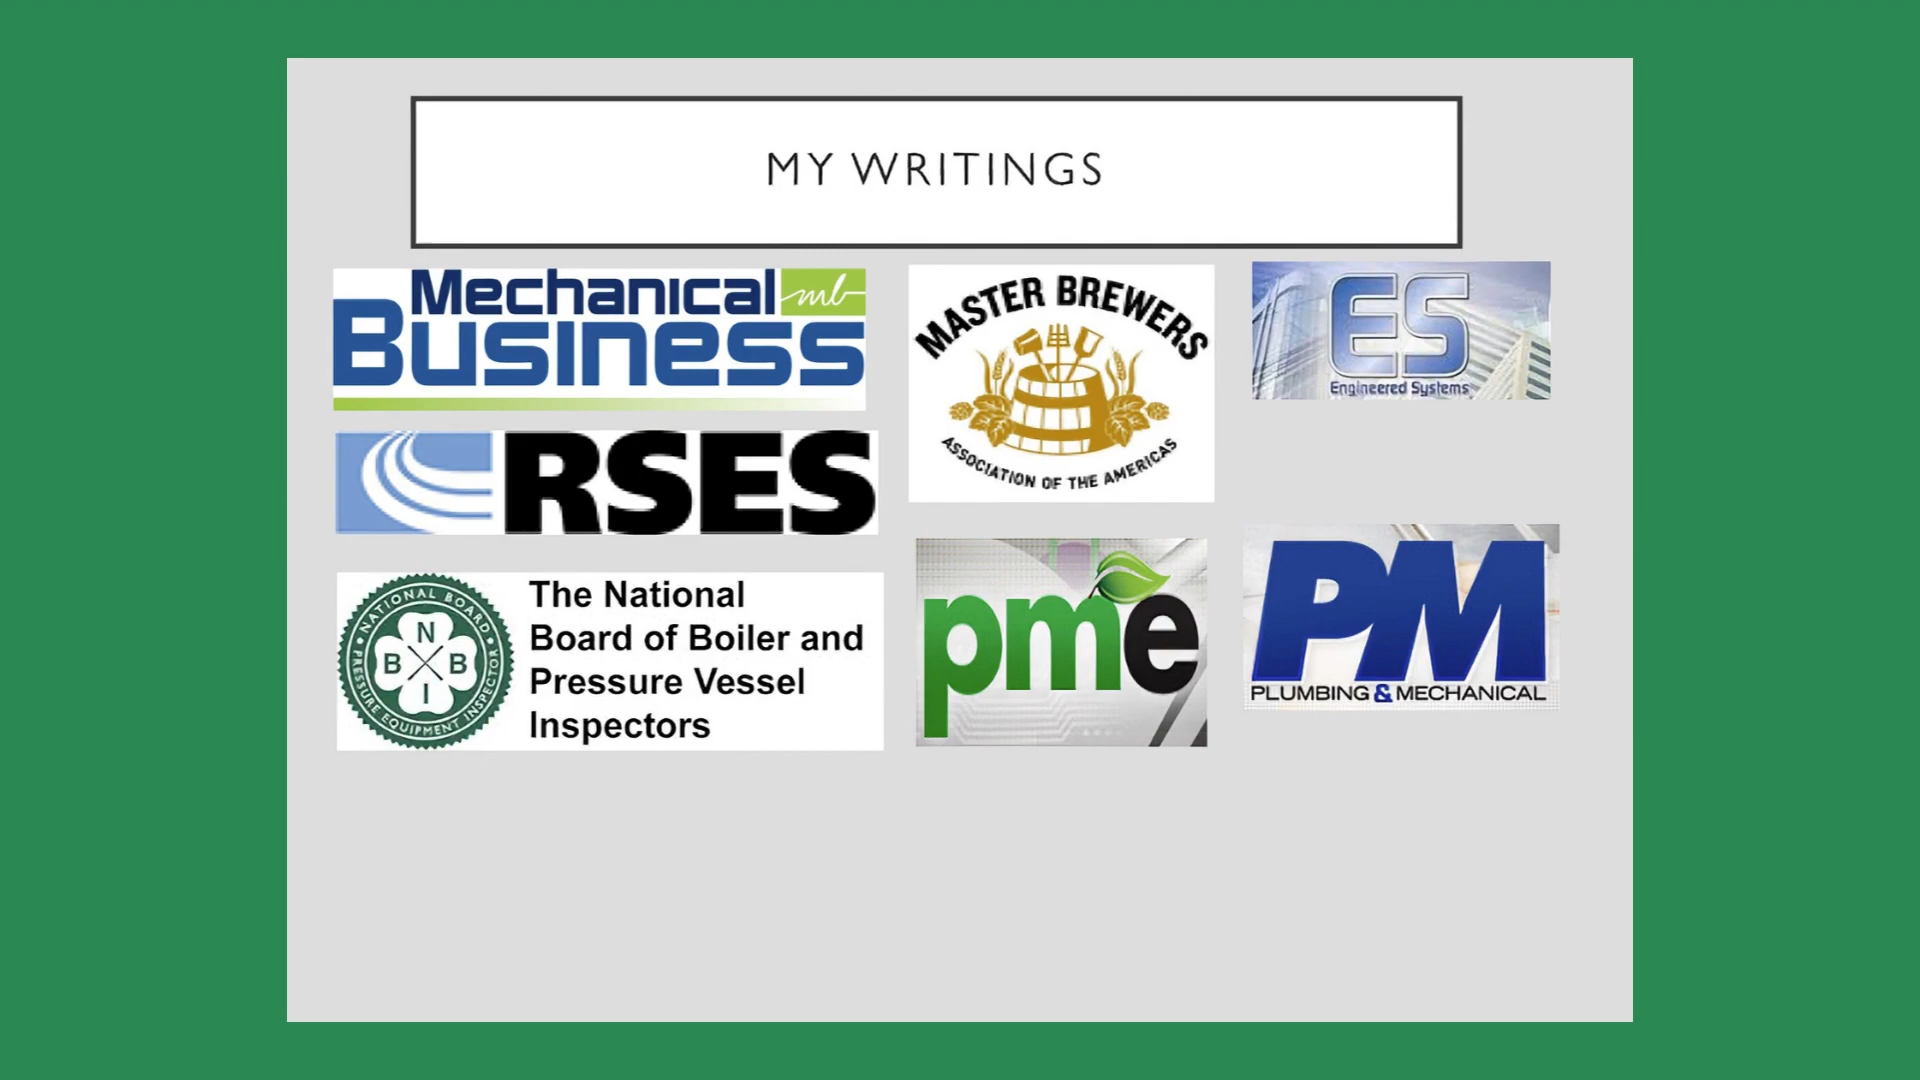 MY WRITINGS
Mechanical mb
Business
RSES
NATIONAL BOARD
PRESSURE EQUIPMENT INSPECTOR
N
B B
I
The National
Board of Boiler and
Pressure Vessel
Inspectors
MASTER BREWERS
ASSOCIATION OF THE AMERICAS
ES
Engineered Systems
pme
PM
PLUMBING & MECHANICAL